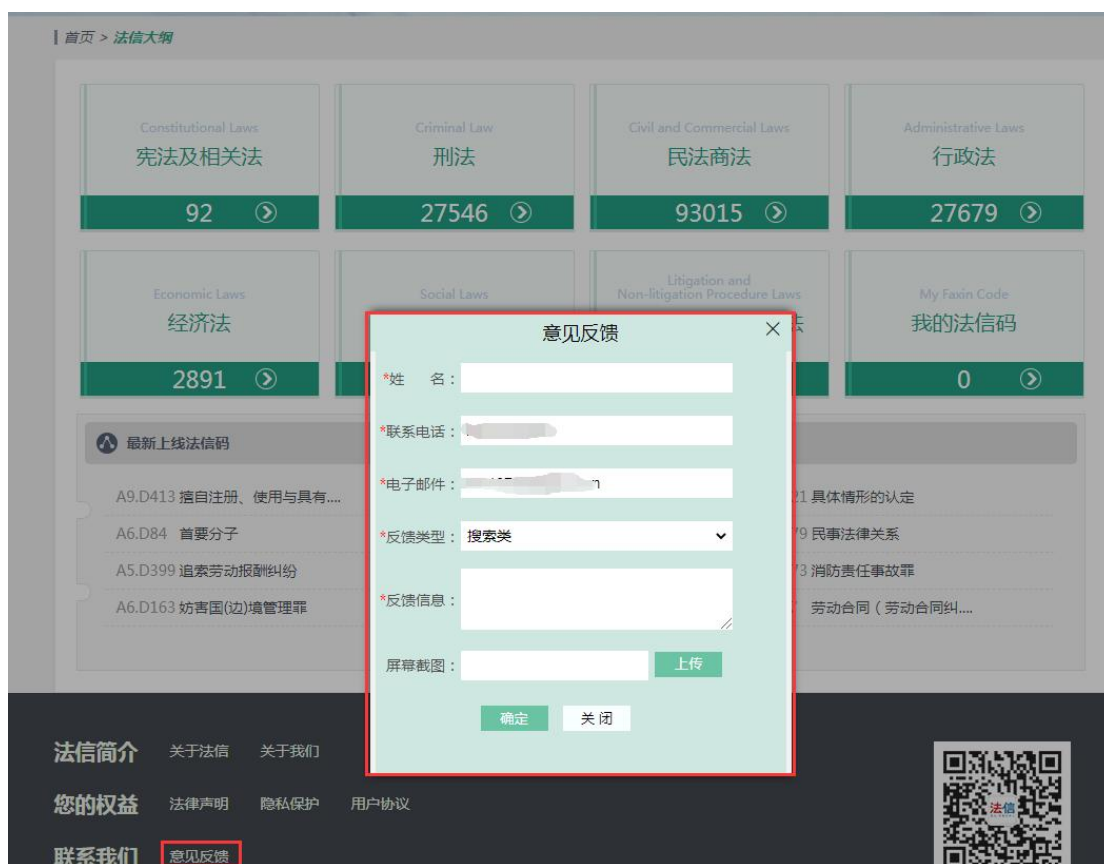 首页 > 法信大纲
Constitutional Laws
宪法及相关法
92
Criminal Law
刑法
27546
Civil and Commercial Laws
民法商法
93015
Administrative Laws
行政法
27679
Economic Laws
经济法
2891
Social Laws
Litigation and
Non-litigation Procedure Laws
法
My Faxin Code
我的法信码
0
意见反馈
*姓 名：
*联系电话：
*电子邮件：
*反馈类型： 搜索类
*反馈信息：
屏幕截图： 上传
确定 关闭
最新上线法信码
A9.D413 擅自注册、使用与具有....
A6.D84 首要分子
A5.D399 追索劳动报酬纠纷
A6.D163 妨害国(边)境管理罪
21 具体情形的认定
79 民事法律关系
73 消防责任事故罪
劳动合同（劳动合同纠....
法信简介 关于法信 关于我们
您的权益 法律声明 隐私保护 用户协议
联系我们 意见反馈
法信